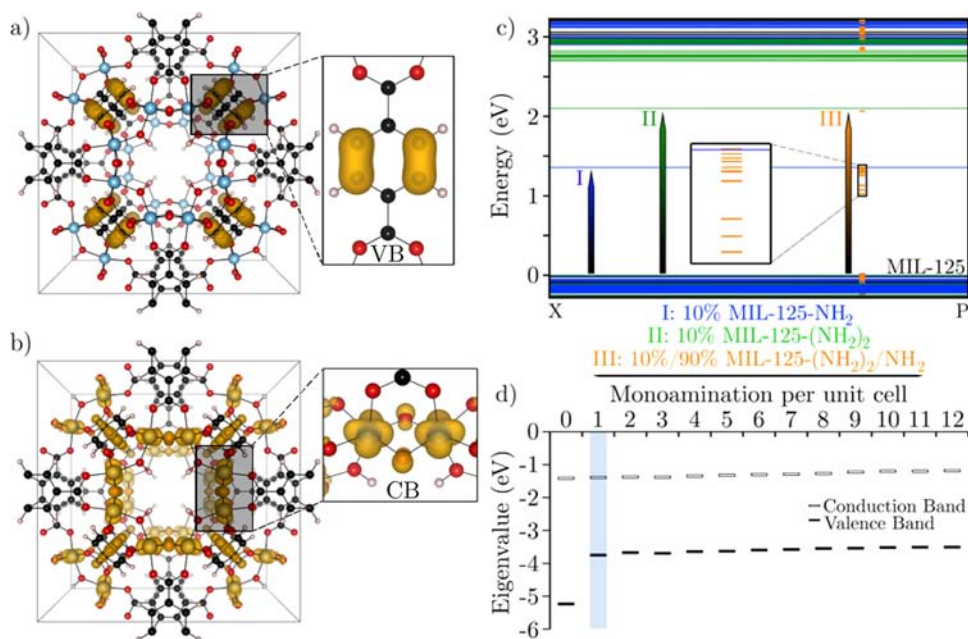 a)
VB
b)
CB
c)
Energy (eV)
3
2
1
0
I
II
III
MIL-125
X
P
I: 10% MIL-125-NH₂
II: 10% MIL-125-(NH₂)₂
III: 10%/90% MIL-125-(NH₂)₂/NH₂
d)
Monoamination per unit cell
0 1 2 3 4 5 6 7 8 9 10 11 12
Eigenvalue (eV)
0
-1
-2
-3
-4
-5
-6
Conduction Band
Valence Band